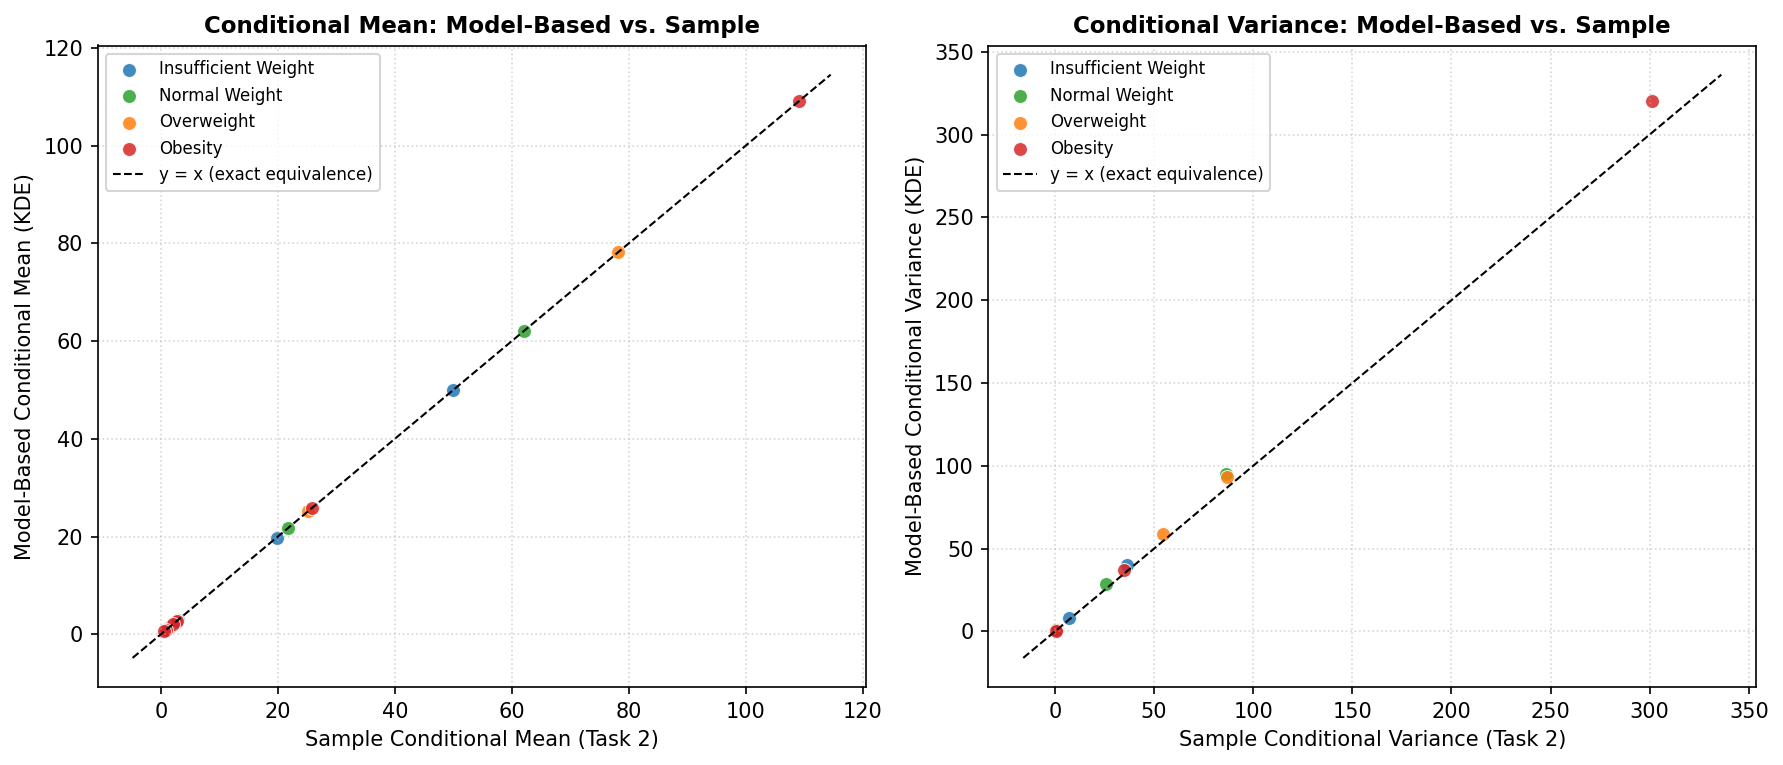 Conditional Mean: Model-Based vs. Sample
Insufficient Weight
Normal Weight
Overweight
Obesity
y = x (exact equivalence)
Model-Based Conditional Mean (KDE)
120
100
80
60
40
20
0
0 20 40 60 80 100 120
Sample Conditional Mean (Task 2)
Conditional Variance: Model-Based vs. Sample
Insufficient Weight
Normal Weight
Overweight
Obesity
y = x (exact equivalence)
Model-Based Conditional Variance (KDE)
350
300
250
200
150
100
50
0
0 50 100 150 200 250 300 350
Sample Conditional Variance (Task 2)